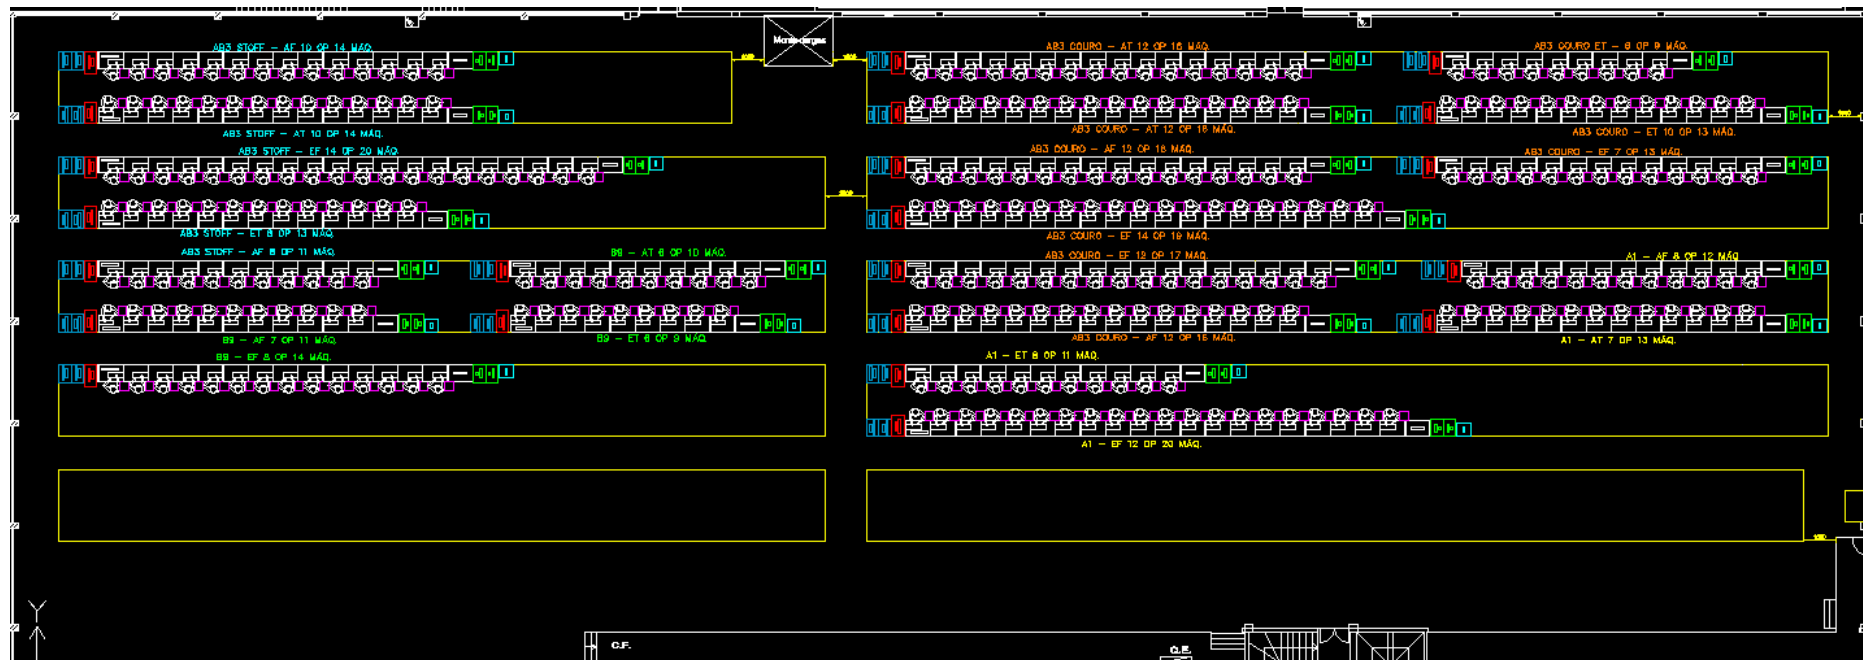 AB3 STOFF - AF 10 OP 14 MÁQ.
Monta-cargas
AB3 COURO - AT 12 OP 16 MÁQ.
AB3 COURO ET - 6 OP 9 MÁQ.
AB3 STOFF - AT 10 OP 14 MÁQ.
AB3 COURO - AT 12 OP 16 MÁQ.
AB3 COURO - ET 10 OP 13 MÁQ.
AB3 STOFF - EF 14 OP 20 MÁQ.
AB3 COURO - AF 12 OP 16 MÁQ.
AB3 COURO - EF 7 OP 13 MÁQ.
AB3 STOFF - ET 8 OP 13 MÁQ.
AB3 COURO - EF 14 OP 19 MÁQ.
AB3 STOFF - AF 8 OP 11 MÁQ.
B9 - AT 6 OP 10 MÁQ.
AB3 COURO - EF 12 OP 17 MÁQ.
A1 - AF 8 OP 12 MÁQ
B9 - AF 7 OP 11 MÁQ.
B9 - ET 6 OP 9 MÁQ.
AB3 COURO - AF 12 OP 16 MÁQ.
A1 - AT 7 OP 13 MÁQ.
B9 - EF 8 OP 14 MÁQ.
A1 - ET 8 OP 11 MÁQ.
A1 - EF 12 OP 20 MÁQ.
Y
C.F.